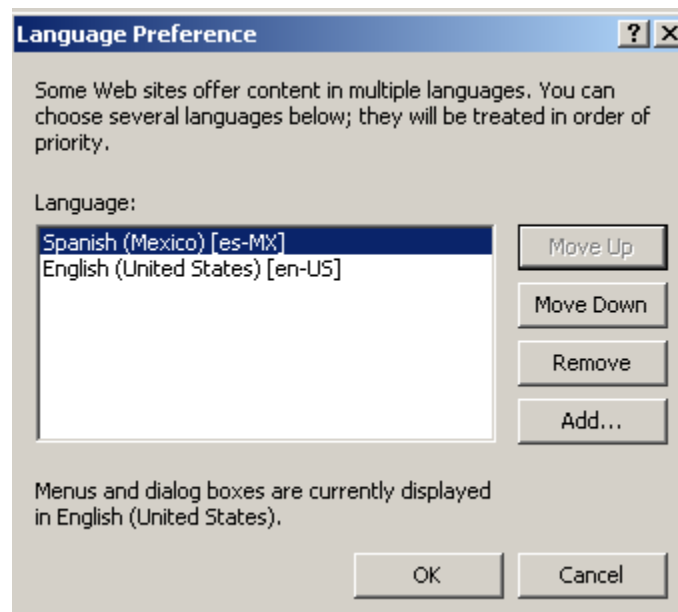 Language Preference
Some Web sites offer content in multiple languages. You can
choose several languages below; they will be treated in order of
priority.
Language:
Spanish (Mexico) [es-MX]
English (United States) [en-US]
Move Up
Move Down
Remove
Add...
Menus and dialog boxes are currently displayed
in English (United States).
OK
Cancel